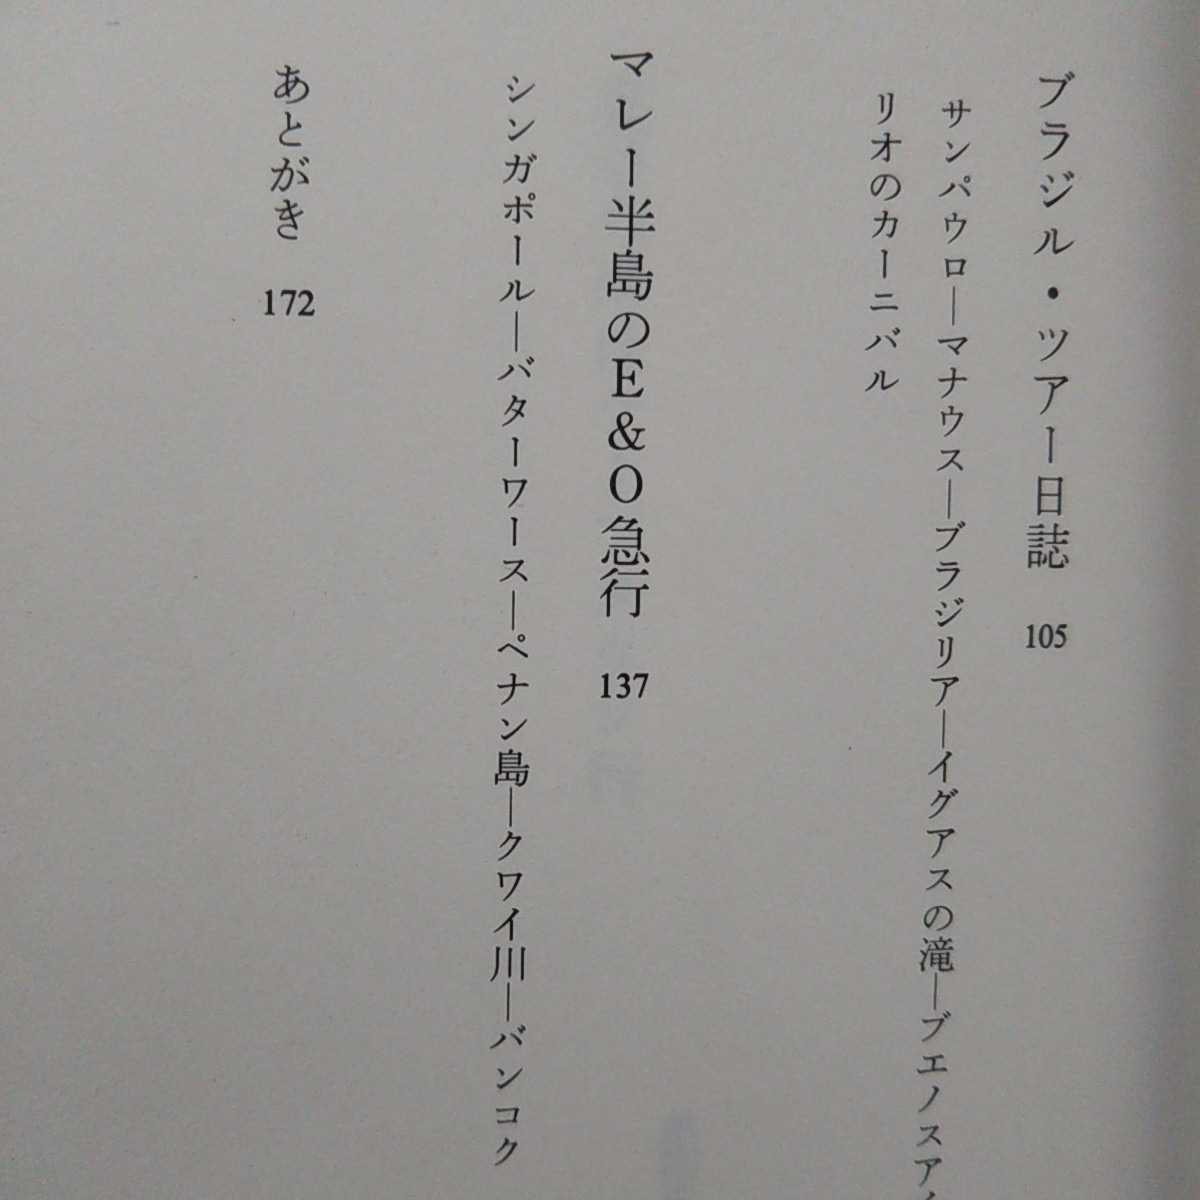 ブラジル・ツアー日誌 105
サンパウロ—マナウス—ブラジリア—イグアスの滝—ブエノスア
リオのカーニバル
マレー半島のE&O急行 137
シンガポール—バターワース—ペナン島—クワイ川—バンコク
あとがき 172